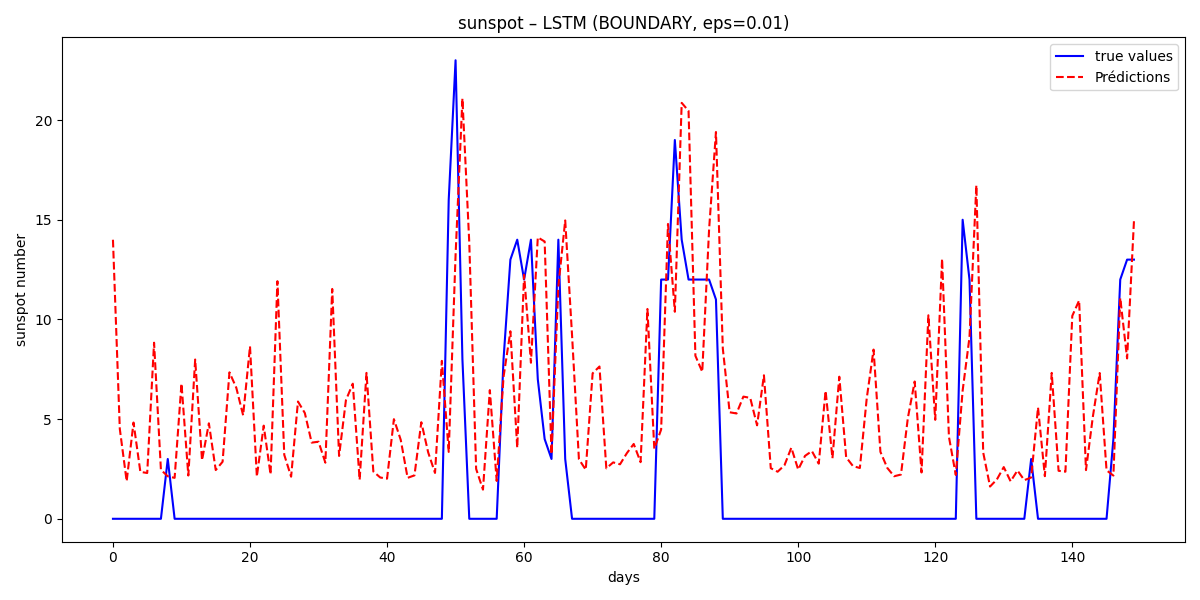 sunspot – LSTM (BOUNDARY, eps=0.01)
true values
Prédictions
sunspot number
20
15
10
5
0
0 20 40 60 80 100 120 140
days